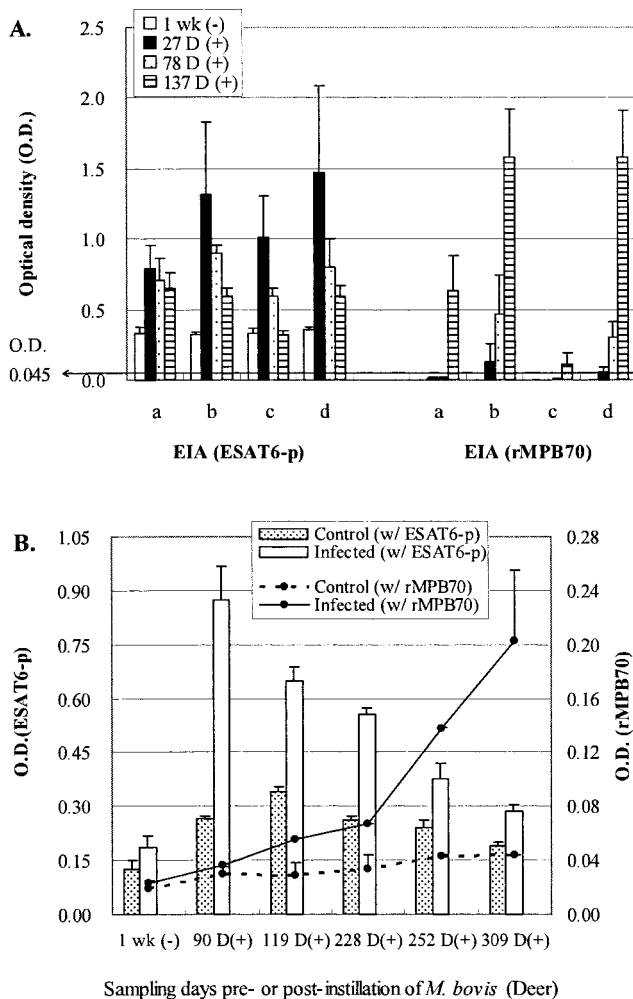 A.
1 wk (-)
27 D (+)
78 D (+)
137 D (+)
Optical density (O.D.)
2.5
2.0
1.5
1.0
0.5
0.0
O.D.
0.045
a b c d a b c d
EIA (ESAT6-p) EIA (rMPB70)
B.
Control (w/ ESAT6-p)
Infected (w/ ESAT6-p)
Control (w/ rMPB70)
Infected (w/ rMPB70)
O.D.(ESAT6-p)
1.05
0.90
0.75
0.60
0.45
0.30
0.15
0.00
0.28
0.24
0.20
0.16
0.12
0.08
0.04
0.00
O.D. (rMPB70)
1 wk (-) 90 D(+) 119 D(+) 228 D(+) 252 D(+) 309 D(+)
Sampling days pre- or post-instillation of M. bovis (Deer)